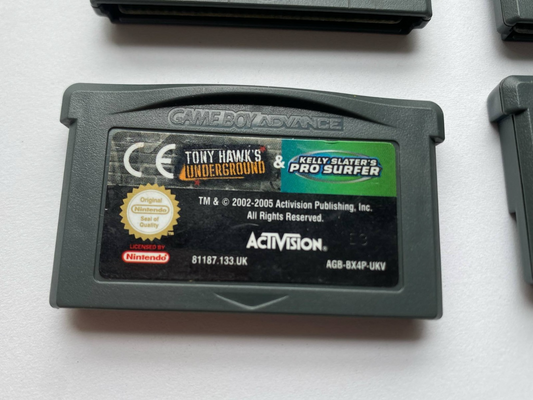 GAME BOY ADVANCE
CE
TONY HAWK'S
UNDERGROUND
&
KELLY SLATER'S
PRO SURFER
TM & © 2002-2005 Activision Publishing, Inc.
All Rights Reserved.
Original
Nintendo
Seal of
Quality
ACTIVISION.
LICENSED BY
Nintendo
81187.133.UK
AGB-BX4P-UKV